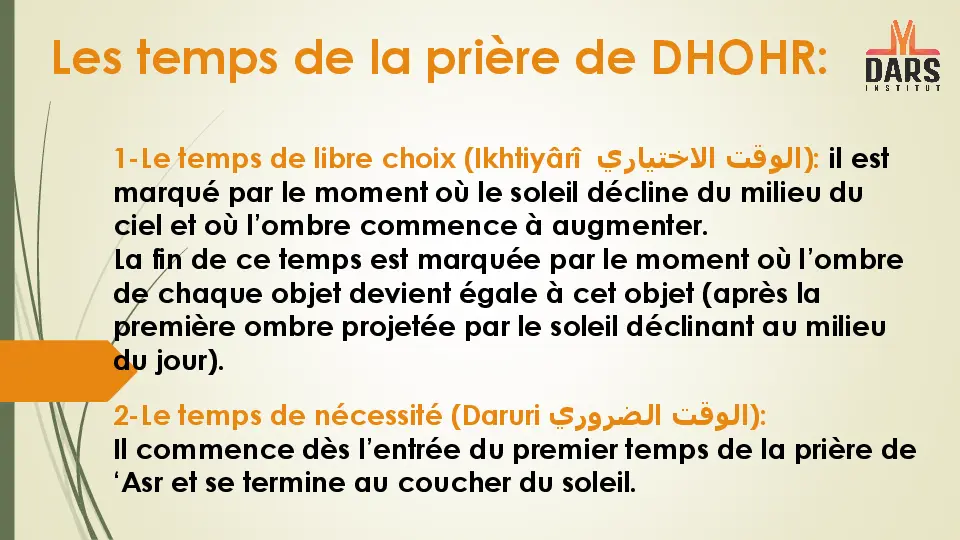 Les temps de la prière de DHOHR:
DARS
INSTITUT
1-Le temps de libre choix (Ikhtiyârî الوقت الاختياري): il est
marqué par le moment où le soleil décline du milieu du
ciel et où l’ombre commence à augmenter.
La fin de ce temps est marquée par le moment où l’ombre
de chaque objet devient égale à cet objet (après la
première ombre projetée par le soleil déclinant au milieu
du jour).
2-Le temps de nécessité (Daruri الوقت الضروري):
Il commence dès l’entrée du premier temps de la prière de
‘Asr et se termine au coucher du soleil.